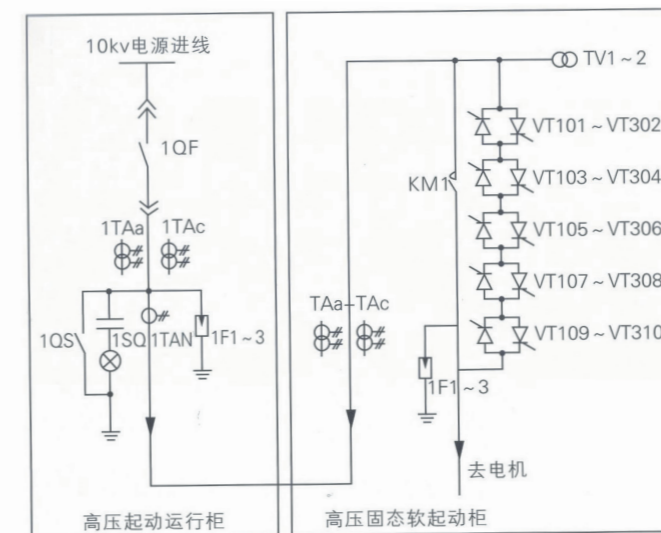 10kv电源进线
1QF
1TAa 1TAc
1QS
1SQ
1TAN
1F1~3
高压起动运行柜
TV1~2
VT101~VT302
KM1
VT103~VT304
VT105~VT306
VT107~VT308
TAa-TAc
VT109~VT310
1F1~3
去电机
高压固态软起动柜